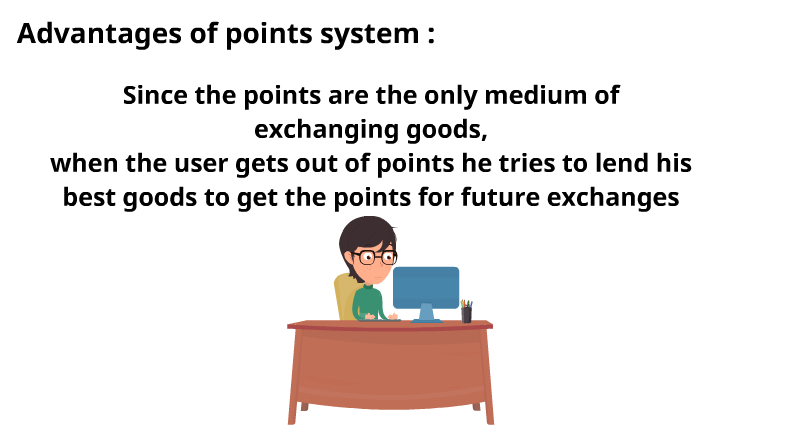 Advantages of points system :
Since the points are the only medium of
exchanging goods,
when the user gets out of points he tries to lend his
best goods to get the points for future exchanges